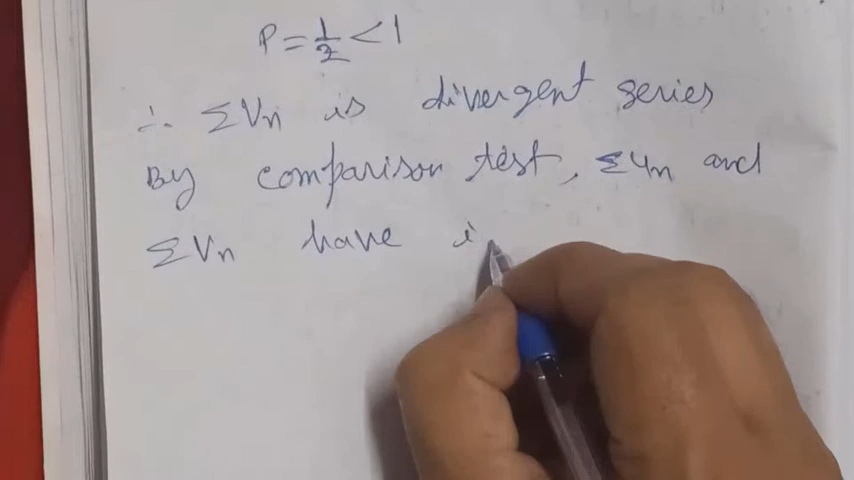 P = 1/2 < 1
∴ ΣVn is divergent series
By comparison test, Σun and
ΣVn have i